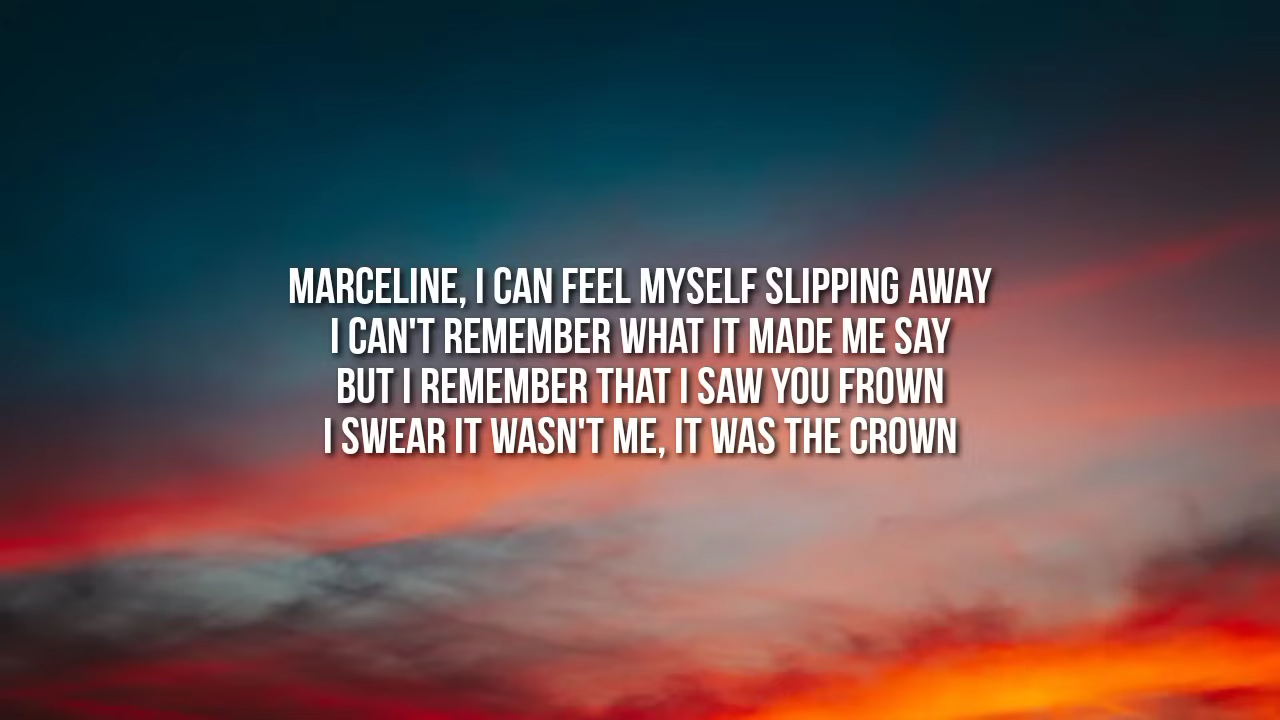 MARCELINE, I CAN FEEL MYSELF SLIPPING AWAY
I CAN'T REMEMBER WHAT IT MADE ME SAY
BUT I REMEMBER THAT I SAW YOU FROWN
I SWEAR IT WASN'T ME, IT WAS THE CROWN